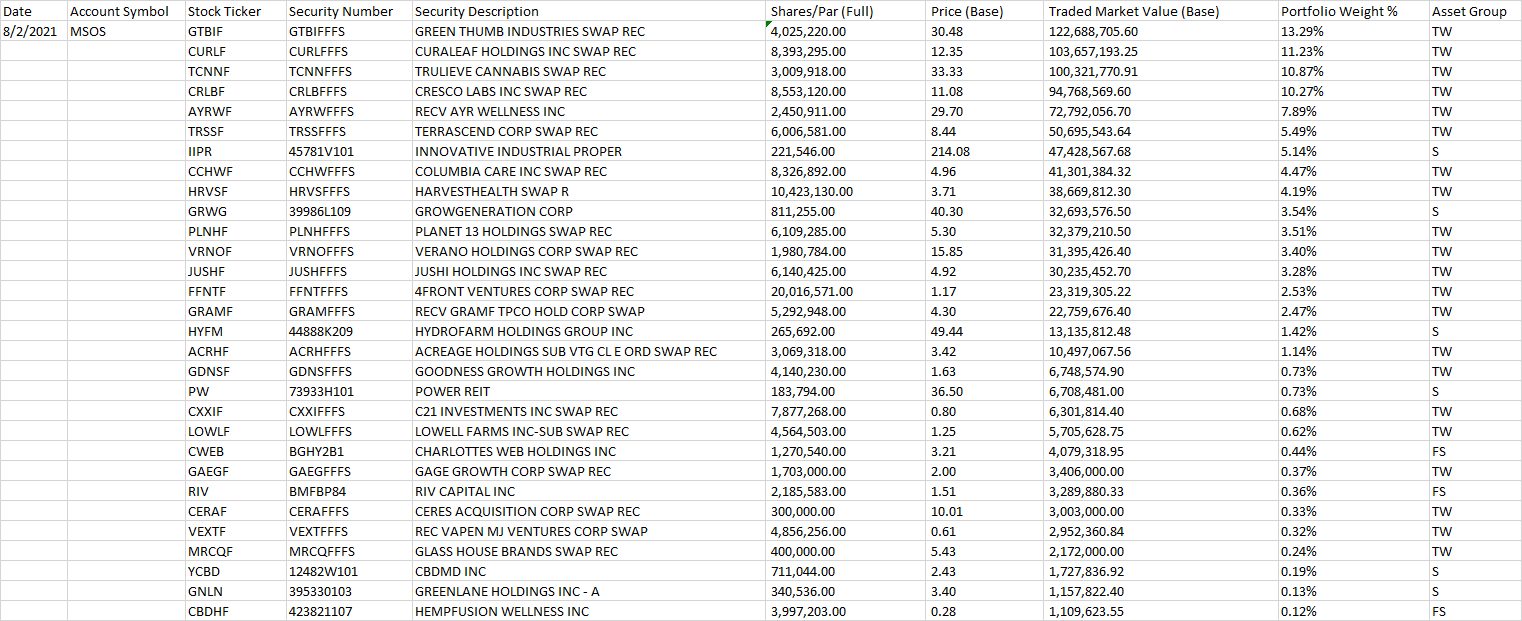 Date Account Symbol Stock Ticker Security Number Security Description Shares/Par (Full) Price (Base) Traded Market Value (Base) Portfolio Weight % Asset Group
8/2/2021 MSOS GTBIF GTBIFFFS GREEN THUMB INDUSTRIES SWAP REC 4,025,220.00 30.48 122,688,705.60 13.29% TW
CURLF CURLFFFS CURALEAF HOLDINGS INC SWAP REC 8,393,295.00 12.35 103,657,193.25 11.23% TW
TCNNF TCNNFFFS TRULIEVE CANNABIS SWAP REC 3,009,918.00 33.33 100,321,770.91 10.87% TW
CRLBF CRLBFFFS CRESCO LABS INC SWAP REC 8,553,120.00 11.08 94,768,569.60 10.27% TW
AYRWF AYRWFFFS RECV AYR WELLNESS INC 2,450,911.00 29.70 72,792,056.70 7.89% TW
TRSSF TRSSFFFS TERRASCEND CORP SWAP REC 6,006,581.00 8.44 50,695,543.64 5.49% TW
IIPR 45781V101 INNOVATIVE INDUSTRIAL PROPER 221,546.00 214.08 47,428,567.68 5.14% S
CCHWF CCHWFFFS COLUMBIA CARE INC SWAP REC 8,326,892.00 4.96 41,301,384.32 4.47% TW
HRVSF HRVSFFFS HARVESTHEALTH SWAP R 10,423,130.00 3.71 38,669,812.30 4.19% TW
GRWG 39986L109 GROWGENERATION CORP 811,255.00 40.30 32,693,576.50 3.54% S
PLNHF PLNHFFFS PLANET 13 HOLDINGS SWAP REC 6,109,285.00 5.30 32,379,210.50 3.51% TW
VRNOF VRNOFFFS VERANO HOLDINGS CORP SWAP REC 1,980,784.00 15.85 31,395,426.40 3.40% TW
JUSHF JUSHFFFS JUSHI HOLDINGS INC SWAP REC 6,140,425.00 4.92 30,235,452.70 3.28% TW
FFNTF FFNTFFFS 4FRONT VENTURES CORP SWAP REC 20,016,571.00 1.17 23,319,305.22 2.53% TW
GRAMF GRAMFFFS RECV GRAMF TPCO HOLD CORP SWAP 5,292,948.00 4.30 22,759,676.40 2.47% TW
HYFM 44888K209 HYDROFARM HOLDINGS GROUP INC 265,692.00 49.44 13,135,812.48 1.42% S
ACRHF ACRHFFFS ACREAGE HOLDINGS SUB VTG CL E ORD SWAP REC 3,069,318.00 3.42 10,497,067.56 1.14% TW
GDNSF GDNSFFFS GOODNESS GROWTH HOLDINGS INC 4,140,230.00 1.63 6,748,574.90 0.73% TW
PW 73933H101 POWER REIT 183,794.00 36.50 6,708,481.00 0.73% S
CXXIF CXXIFFFS C21 INVESTMENTS INC SWAP REC 7,877,268.00 0.80 6,301,814.40 0.68% TW
LOWLF LOWLFFFS LOWELL FARMS INC-SUB SWAP REC 4,564,503.00 1.25 5,705,628.75 0.62% TW
CWEB BGHY2B1 CHARLOTTES WEB HOLDINGS INC 1,270,540.00 3.21 4,079,318.95 0.44% FS
GAEGF GAEGFFFS GAGE GROWTH CORP SWAP REC 1,703,000.00 2.00 3,406,000.00 0.37% TW
RIV BMFBP84 RIV CAPITAL INC 2,185,583.00 1.51 3,289,880.33 0.36% FS
CERAF CERAFFFS CERES ACQUISITION CORP SWAP REC 300,000.00 10.01 3,003,000.00 0.33% TW
VEXTF VEXTFFFS REC VAPEN MJ VENTURES CORP SWAP 4,856,256.00 0.61 2,952,360.84 0.32% TW
MRCQF MRCQFFFS GLASS HOUSE BRANDS SWAP REC 400,000.00 5.43 2,172,000.00 0.24% TW
YCBD 12482W101 CBDMD INC 711,044.00 2.43 1,727,836.92 0.19% S
GNLN 395330103 GREENLANE HOLDINGS INC - A 340,536.00 3.40 1,157,822.40 0.13% S
CBDHF 423821107 HEMPFUSION WELLNESS INC 3,997,203.00 0.28 1,109,623.55 0.12% FS